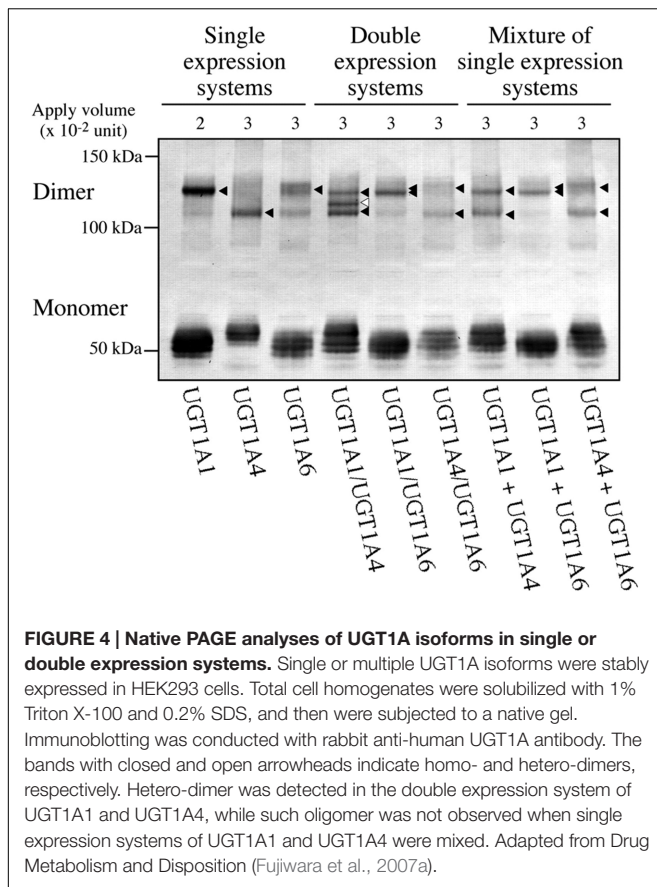 Single expression systems
Double expression systems
Mixture of single expression systems
Apply volume (x 10-2 unit)
2 3 3 3 3 3 3 3 3
150 kDa
Dimer
100 kDa
Monomer
50 kDa
UGT1A1
UGT1A4
UGT1A6
UGT1A1/UGT1A4
UGT1A1/UGT1A6
UGT1A4/UGT1A6
UGT1A1 + UGT1A4
UGT1A1 + UGT1A6
UGT1A4 + UGT1A6
FIGURE 4 | Native PAGE analyses of UGT1A isoforms in single or
double expression systems. Single or multiple UGT1A isoforms were stably
expressed in HEK293 cells. Total cell homogenates were solubilized with 1%
Triton X-100 and 0.2% SDS, and then were subjected to a native gel.
Immunoblotting was conducted with rabbit anti-human UGT1A antibody. The
bands with closed and open arrowheads indicate homo- and hetero-dimers,
respectively. Hetero-dimer was detected in the double expression system of
UGT1A1 and UGT1A4, while such oligomer was not observed when single
expression systems of UGT1A1 and UGT1A4 were mixed. Adapted from Drug
Metabolism and Disposition (Fujiwara et al., 2007a).